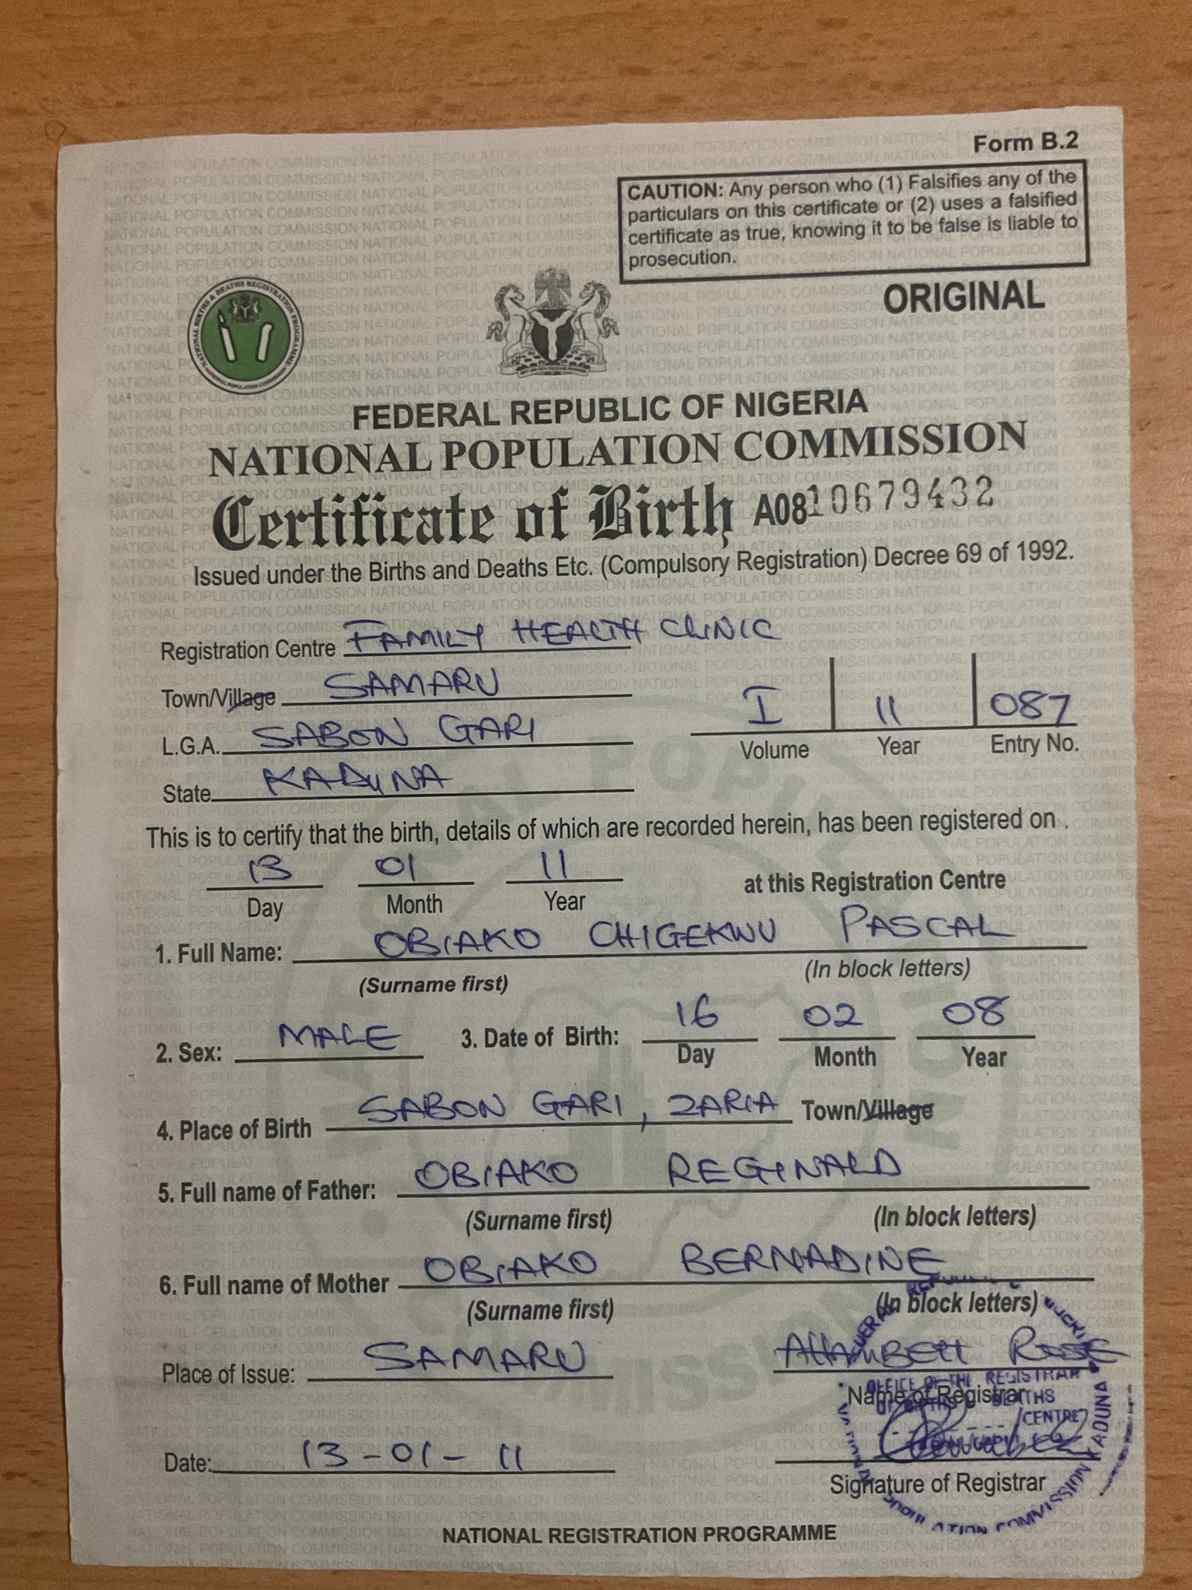 Form B.2
CAUTION: Any person who (1) Falsifies any of the
particulars on this certificate or (2) uses a falsified
certificate as true, knowing it to be false is liable to
prosecution.
ORIGINAL
FEDERAL REPUBLIC OF NIGERIA
NATIONAL POPULATION COMMISSION
Certificate of Birth A0810679432
Issued under the Births and Deaths Etc. (Compulsory Registration) Decree 69 of 1992.
Registration Centre FAMILY HEALTH CLINIC
Town/Village SAMARU
L.G.A. SABON GARI
State KADUNA
I 11 087
Volume Year Entry No.
This is to certify that the birth, details of which are recorded herein, has been registered on .
13 01 11 at this Registration Centre
Day Month Year
1. Full Name: OBIAKO CHIGEKWU PASCAL
(Surname first) (In block letters)
2. Sex: MALE 3. Date of Birth: 16 02 08
Day Month Year
4. Place of Birth SABON GARI, ZARIA Town/Village
5. Full name of Father: OBIAKO REGINALD
(Surname first) (In block letters)
6. Full name of Mother OBIAKO BERNADINE
(Surname first) (In block letters)
Place of Issue: SAMARU
Name of Registrar
OFFICE OF THE REGISTRAR
CENTRE
KADUNA
Date: 13-01-11
Signature of Registrar
NATIONAL REGISTRATION PROGRAMME